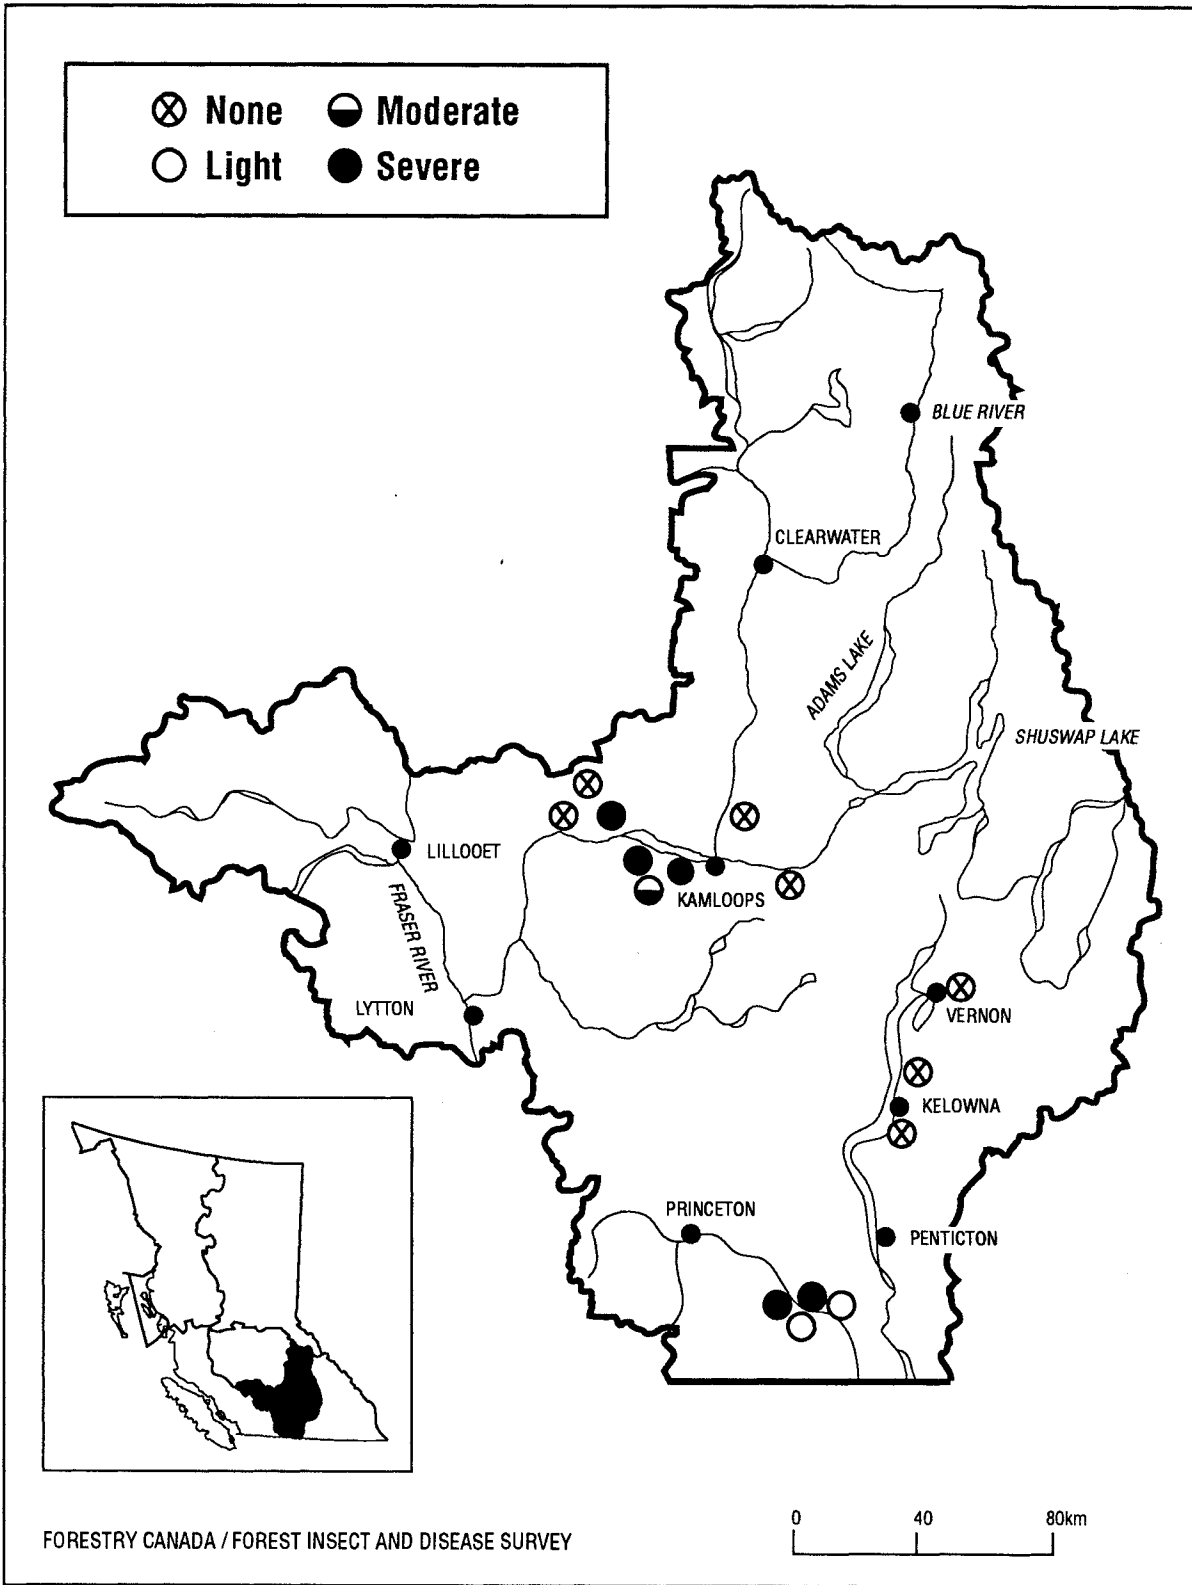 None Moderate
Light Severe
BLUE RIVER
CLEARWATER
ADAMS LAKE
SHUSWAP LAKE
LILLOOET
KAMLOOPS
FRASER RIVER
LYTTON
VERNON
KELOWNA
PRINCETON
PENTICTON
0 40 80km
FORESTRY CANADA / FOREST INSECT AND DISEASE SURVEY